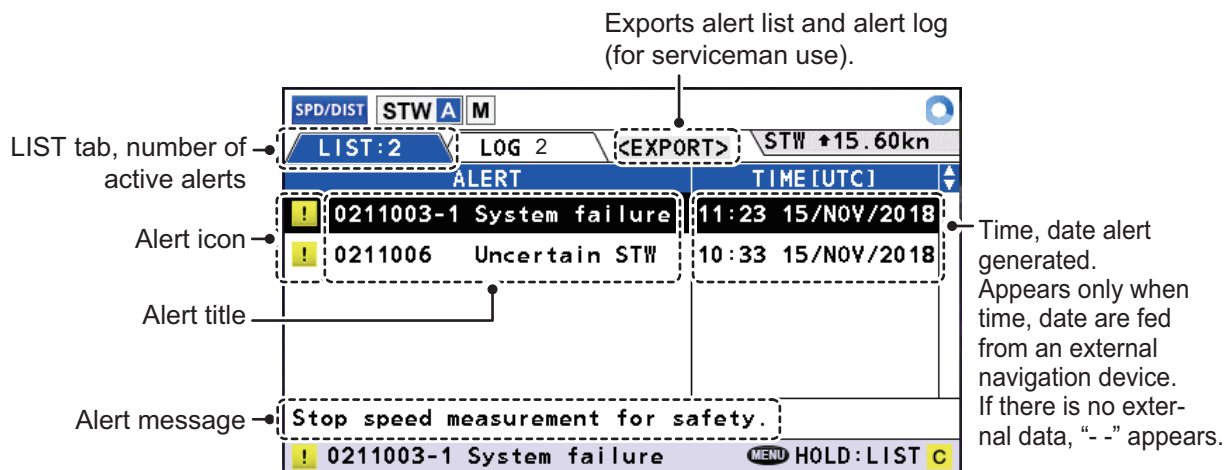 Exports alert list and alert log
(for serviceman use).
SPD/DIST STW A M
LIST tab, number of
active alerts
LIST:2 LOG 2 <EXPORT> STW ↑15.60kn
ALERT TIME[UTC]
! 0211003-1 System failure 11:23 15/NOV/2018
! 0211006 Uncertain STW 10:33 15/NOV/2018
Alert icon
Alert title
Time, date alert
generated.
Appears only when
time, date are fed
from an external
navigation device.
If there is no exter-
nal data, “- -” appears.
Alert message
Stop speed measurement for safety.
! 0211003-1 System failure MENU HOLD:LIST C